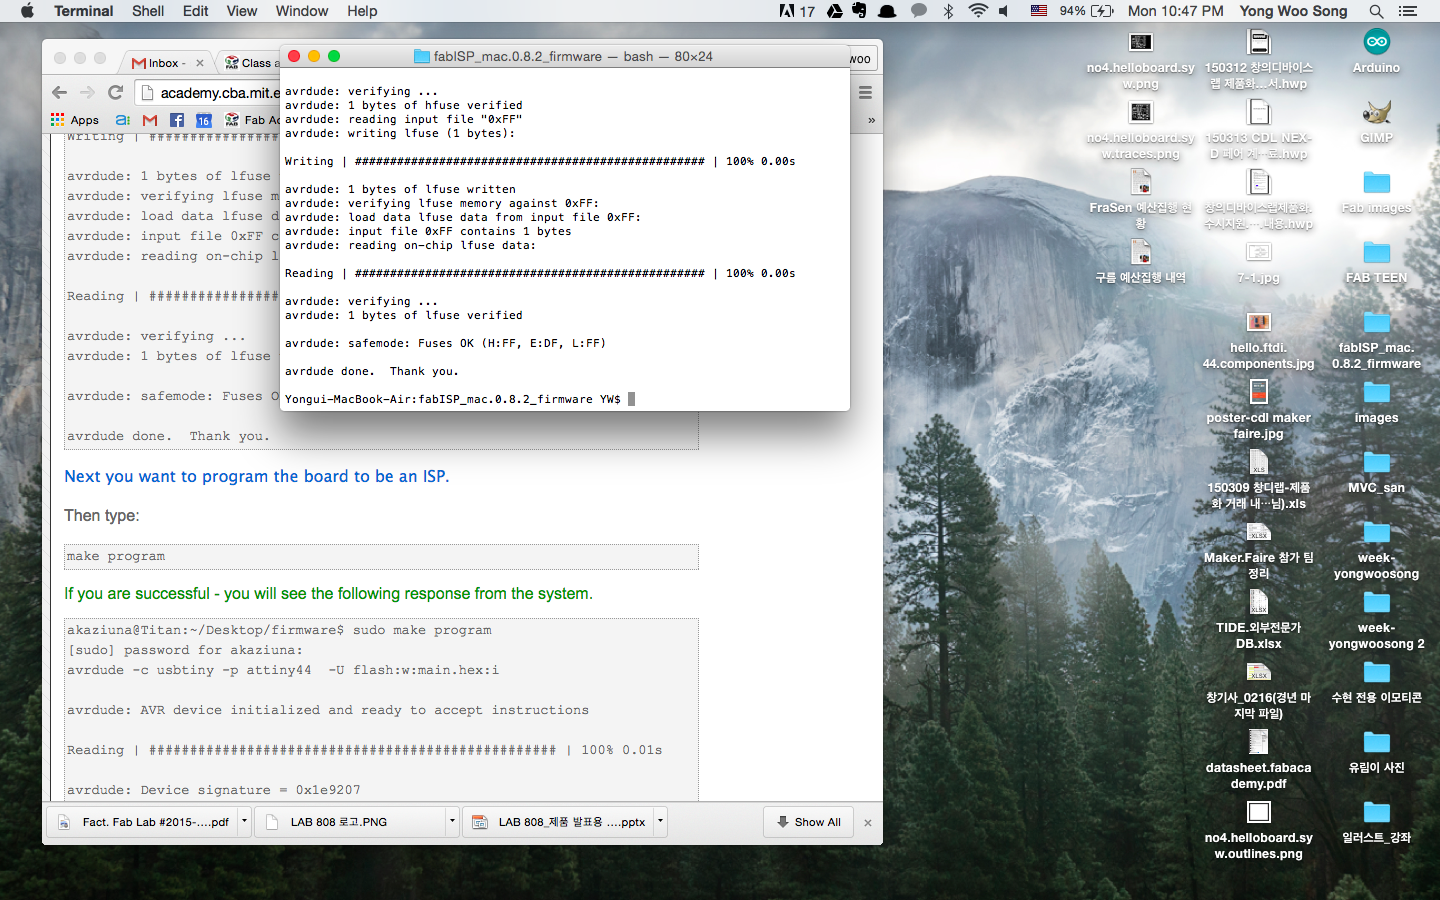 Terminal Shell Edit View Window Help
17 94% Mon 10:47 PM Yong Woo Song
Inbox - × Class a
fabISP_mac.0.8.2_firmware — bash — 80×24
woo
academy.cba.mit.e
Apps a: 16 Fab Ac »
avrdude: verifying ...
avrdude: 1 bytes of hfuse verified
avrdude: reading input file "0xFF"
avrdude: writing lfuse (1 bytes):
Writing | ################################################## | 100% 0.00s
avrdude: 1 bytes of lfuse written
avrdude: verifying lfuse memory against 0xFF:
avrdude: load data lfuse data from input file 0xFF:
avrdude: input file 0xFF contains 1 bytes
avrdude: reading on-chip lfuse data:
Reading | ################################################## | 100% 0.00s
avrdude: verifying ...
avrdude: 1 bytes of lfuse verified
avrdude: safemode: Fuses OK (H:FF, E:DF, L:FF)
avrdude done.  Thank you.
Yongui-MacBook-Air:fabISP_mac.0.8.2_firmware YW$
Writing | ################
avrdude: 1 bytes of lfuse
avrdude: verifying lfuse m
avrdude: load data lfuse d
avrdude: input file 0xFF c
avrdude: reading on-chip l
Reading | ################
avrdude: verifying ...
avrdude: 1 bytes of lfuse
avrdude: safemode: Fuses O
avrdude done.  Thank you.
Next you want to program the board to be an ISP.
Then type:
make program
If you are successful - you will see the following response from the system.
akaziuna@Titan:~/Desktop/firmware$ sudo make program
[sudo] password for akaziuna:
avrdude -c usbtiny -p attiny44  -U flash:w:main.hex:i
avrdude: AVR device initialized and ready to accept instructions
Reading | ################################################## | 100% 0.01s
avrdude: Device signature = 0x1e9207
Fact. Fab Lab #2015-....pdf
LAB 808 로고.PNG
LAB 808_제품 발표용 ....pptx
Show All ×
no4.helloboard.sy
w.png
no4.helloboard.sy
w.traces.png
FraSen 예산집행 현
황
구름 예산집행 내역
150312 창의디바이스
랩 제품화...서.hwp
150313 CDL NEX-
D 페어 계...료.hwp
창의디바이스랩제품화.
수시지원....내용.hwp
7-1.jpg
hello.ftdi.
44.components.jpg
poster-cdl maker
faire.jpg
XLS
150309 창디랩-제품
화 거래 내...님).xls
XLSX
Maker.Faire 참가 팀
정리
XLSX
TIDE.외부전문가
DB.xlsx
XLSX
창기사_0216(경년 마
지막 파일)
datasheet.fabaca
demy.pdf
no4.helloboard.sy
w.outlines.png
Arduino
GIMP
Fab images
FAB TEEN
fabISP_mac.
0.8.2_firmware
images
MVC_san
week-
yongwoosong
week-
yongwoosong 2
수현 전용 이모티콘
유림이 사진
일러스트_강좌